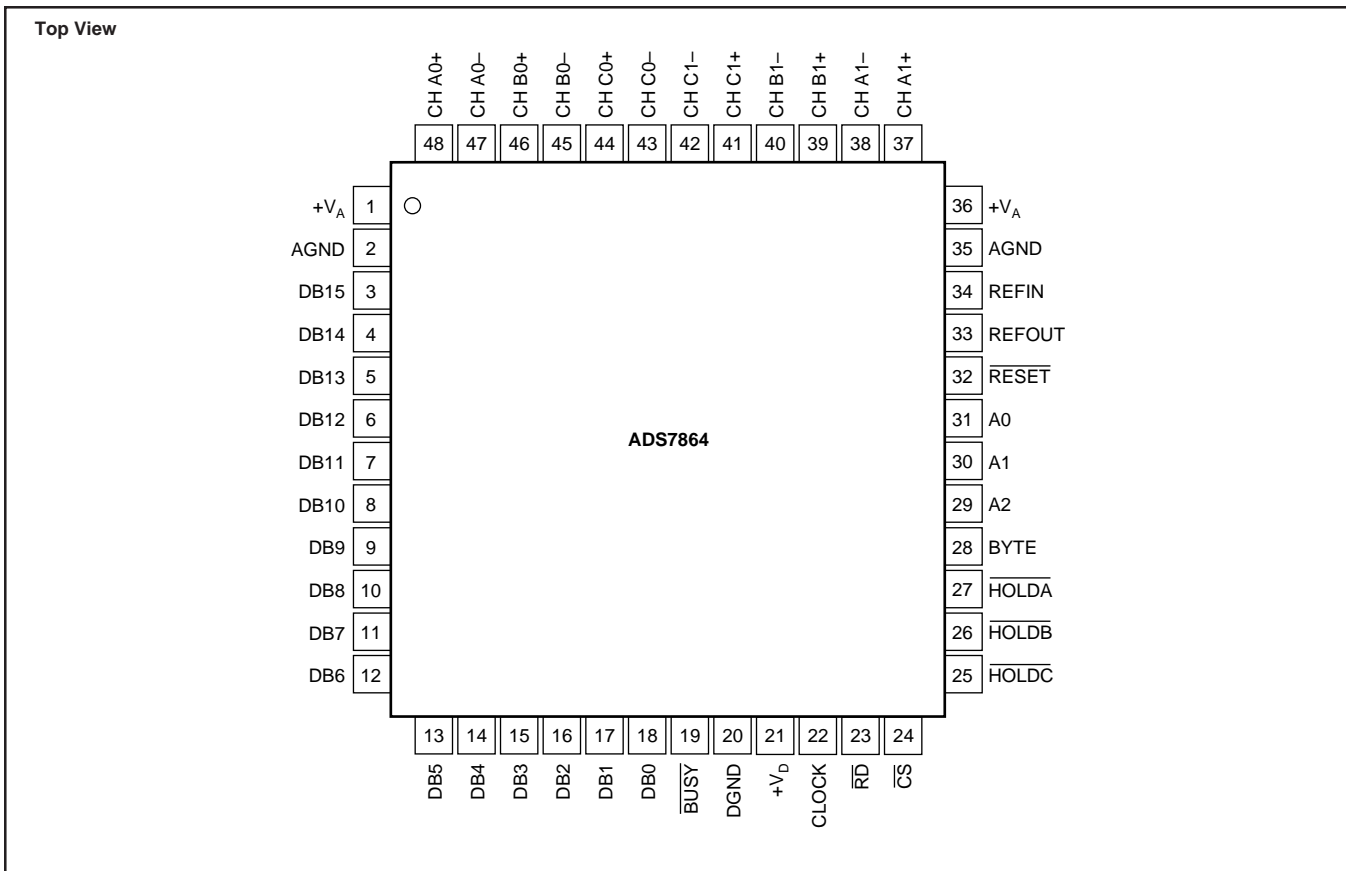 Top View
CH A0+
CH A0–
CH B0+
CH B0–
CH C0+
CH C0–
CH C1–
CH C1+
CH B1–
CH B1+
CH A1–
CH A1+
48 47 46 45 44 43 42 41 40 39 38 37
+VA 1 36 +VA
AGND 2 35 AGND
DB15 3 34 REFIN
DB14 4 33 REFOUT
DB13 5 32 RESET
DB12 6 31 A0
ADS7864
DB11 7 30 A1
DB10 8 29 A2
DB9 9 28 BYTE
DB8 10 27 HOLDA
DB7 11 26 HOLDB
DB6 12 25 HOLDC
13 14 15 16 17 18 19 20 21 22 23 24
DB5
DB4
DB3
DB2
DB1
DB0
BUSY
DGND
+VD
CLOCK
RD
CS